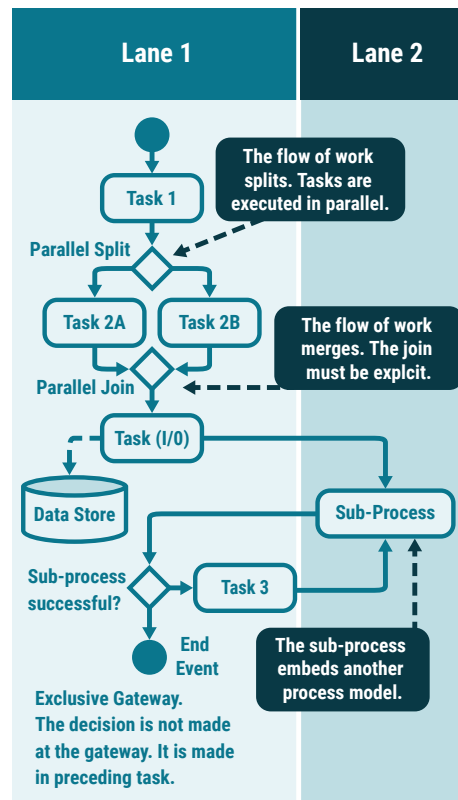 Lane 1
Lane 2
Task 1
The flow of work
splits. Tasks are
executed in parallel.
Parallel Split
Task 2A
Task 2B
The flow of work
merges. The join
must be explcit.
Parallel Join
Task (I/0)
Data Store
Sub-Process
Sub-process
successful?
Task 3
End
Event
The sub-process
embeds another
process model.
Exclusive Gateway.
The decision is not made
at the gateway. It is made
in preceding task.